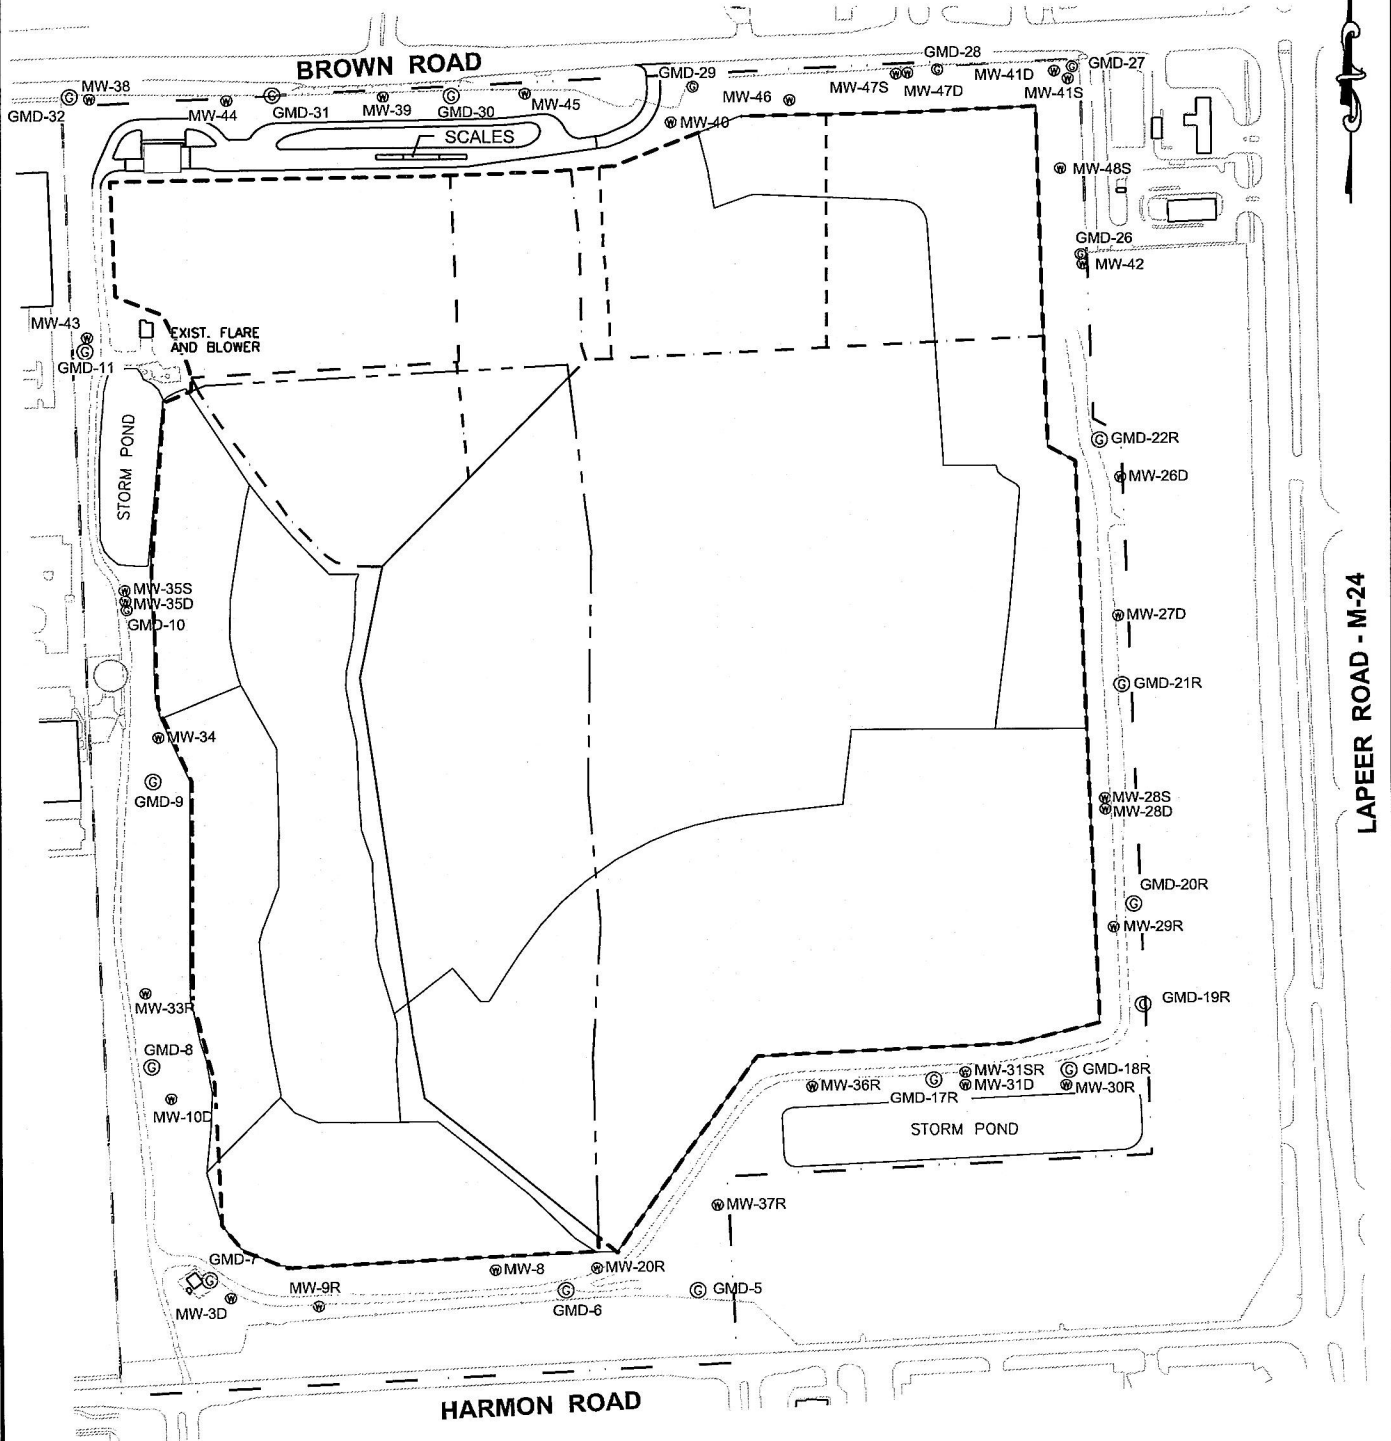 BROWN ROAD
GMD-28
GMD-27
MW-38
GMD-29
MW-41D
MW-47S
MW-47D
MW-41S
GMD-32
MW-44
GMD-31
MW-39
GMD-30
MW-45
MW-46
MW-40
SCALES
MW-48S
GMD-26
MW-42
MW-43
EXIST. FLARE
AND BLOWER
GMD-11
STORM POND
GMD-22R
MW-26D
MW-35S
MW-35D
GMD-10
MW-27D
GMD-21R
LAPEER ROAD - M-24
MW-34
GMD-9
MW-28S
MW-28D
GMD-20R
MW-29R
MW-33R
GMD-19R
GMD-8
MW-10D
MW-36R
GMD-17R
MW-31SR
MW-31D
GMD-18R
MW-30R
STORM POND
MW-37R
GMD-7
MW-8
MW-20R
MW-3D
MW-9R
GMD-6
GMD-5
HARMON ROAD